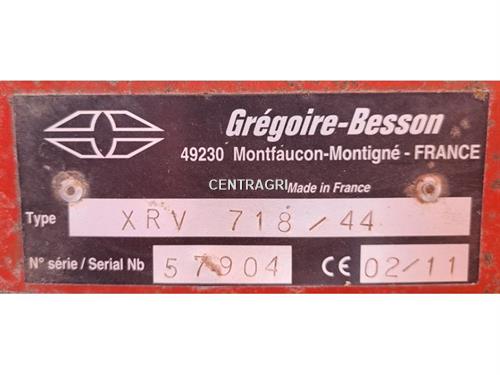 Grégoire-Besson
49230 Montfaucon-Montigné - FRANCE
CENTRAGRI
Made in France
Type XRV 718/44
N° série / Serial Nb 57904 CE 02/11